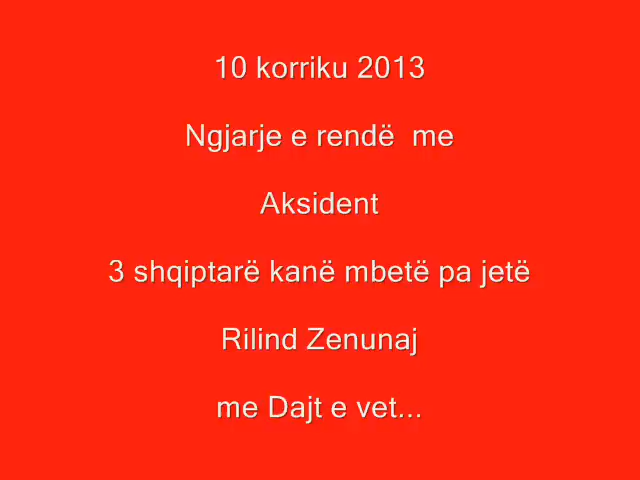 10 korriku 2013
Ngjarje e rendë  me
Aksident
3 shqiptarë kanë mbetë pa jetë
Rilind Zenunaj
me Dajt e vet...